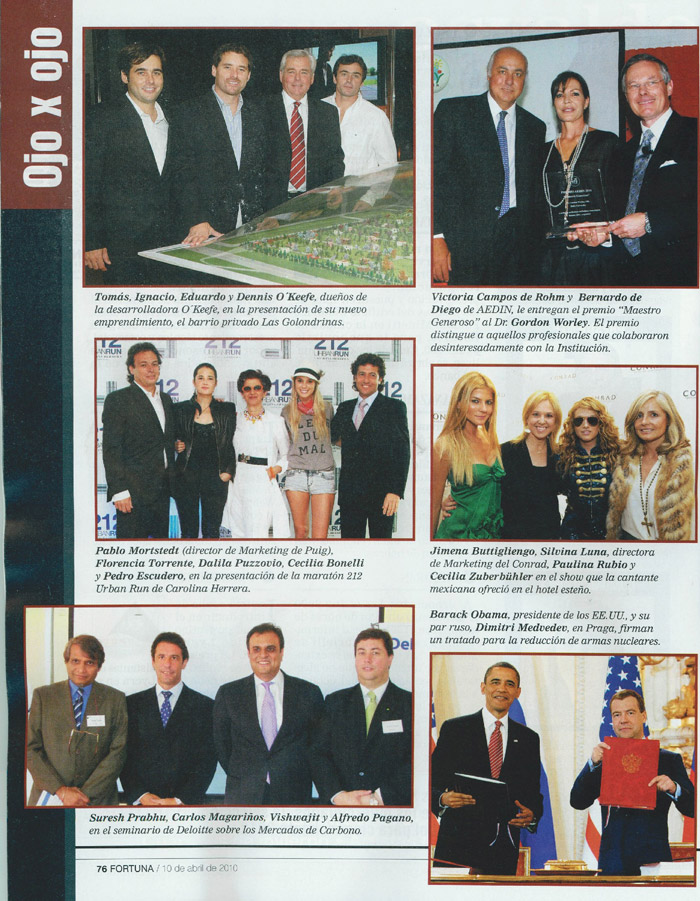 Ojo x ojo
Tomás, Ignacio, Eduardo y Dennis O´Keefe, dueños de
la desarrolladora O´Keefe, en la presentación de su nuevo
emprendimiento, el barrio privado Las Golondrinas.
Victoria Campos de Rohm y Bernardo de
Diego de AEDIN, le entregan el premio “Maestro
Generoso” al Dr. Gordon Worley. El premio
distingue a aquellos profesionales que colaboraron
desinteresadamente con la Institución.
212
URBAN RUN
212
Pablo Mortstedt (director de Marketing de Puig),
Florencia Torrente, Dalila Puzzovio, Cecilia Bonelli
y Pedro Escudero, en la presentación de la maratón 212
Urban Run de Carolina Herrera.
CONRAD
Jimena Buttigliengo, Silvina Luna, directora
de Marketing del Conrad, Paulina Rubio y
Cecilia Zuberbühler en el show que la cantante
mexicana ofreció en el hotel esteño.
Barack Obama, presidente de los EE.UU., y su
par ruso, Dimitri Medvedev, en Praga, firman
un tratado para la reducción de armas nucleares.
Suresh Prabhu, Carlos Magariños, Vishwajit y Alfredo Pagano,
en el seminario de Deloitte sobre los Mercados de Carbono.
76 FORTUNA / 10 de abril de 2010